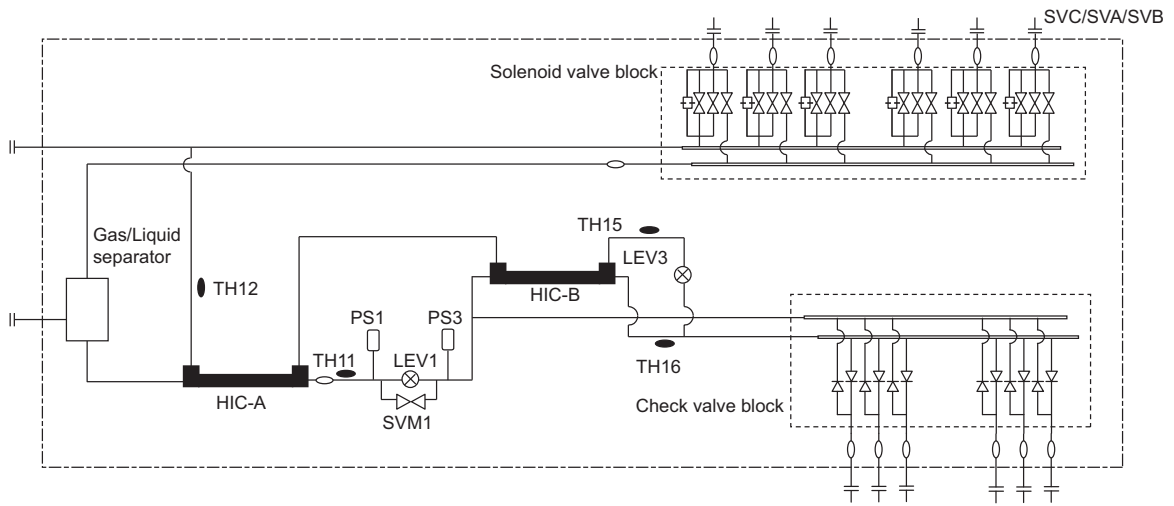 SVC/SVA/SVB
Solenoid valve block
Gas/Liquid
separator
TH15
LEV3
TH12
HIC-B
PS1
PS3
TH11
LEV1
TH16
HIC-A
SVM1
Check valve block